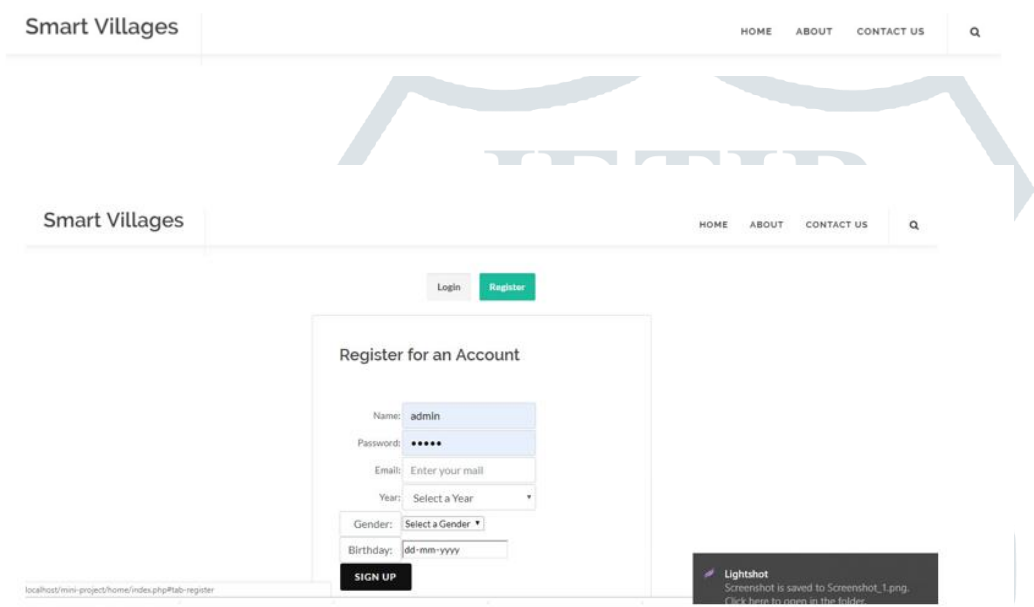 Smart Villages
HOME ABOUT CONTACT US
JETIR
Smart Villages
HOME ABOUT CONTACT US
Login Register
Register for an Account
Name: admin
Password: •••••
Email: Enter your mail
Year: Select a Year
Gender: Select a Gender
Birthday: dd-mm-yyyy
SIGN UP
localhost/mini-project/home/index.php#tab-register
Lightshot
Screenshot is saved to Screenshot_1.png.
Click here to open in the folder.